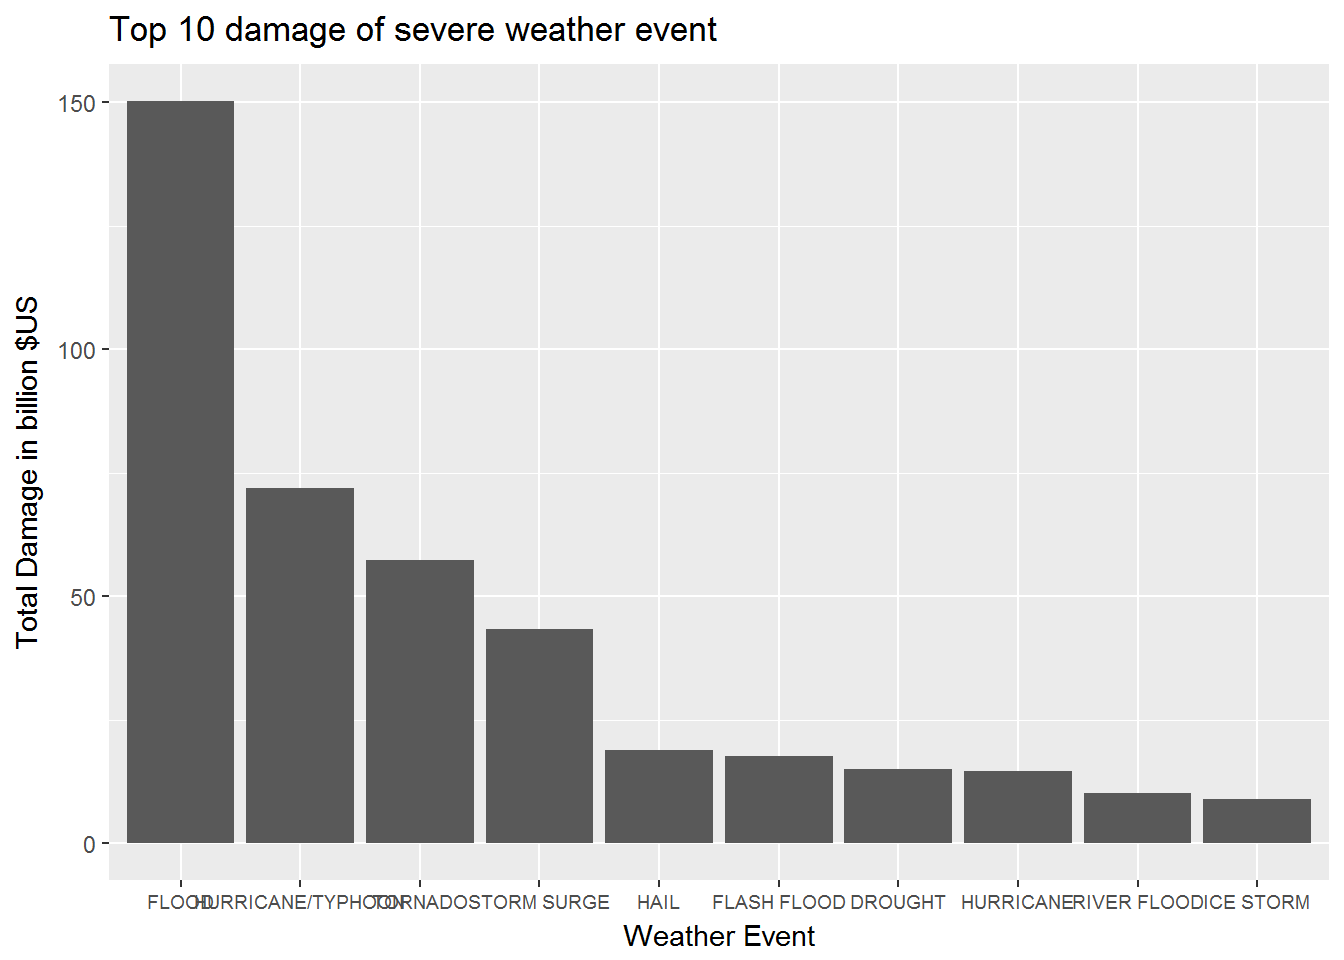 Top 10 damage of severe weather event
Total Damage in billion $US
150
100
50
0
FLOOD HURRICANE/TYPHOON TORNADO STORM SURGE HAIL FLASH FLOOD DROUGHT HURRICANE RIVER FLOOD ICE STORM
Weather Event